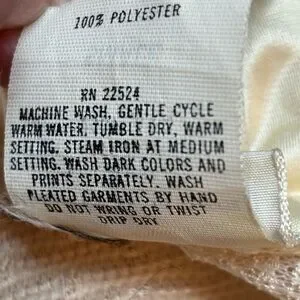 100% POLYESTER
RN 22524
MACHINE WASH, GENTLE CYCLE
WARM WATER, TUMBLE DRY, WARM
SETTING. STEAM IRON AT MEDIUM
SETTING. WASH DARK COLORS AND
PRINTS SEPARATELY. WASH
PLEATED GARMENTS BY HAND
DO NOT WRING OR TWIST
DRIP DRY